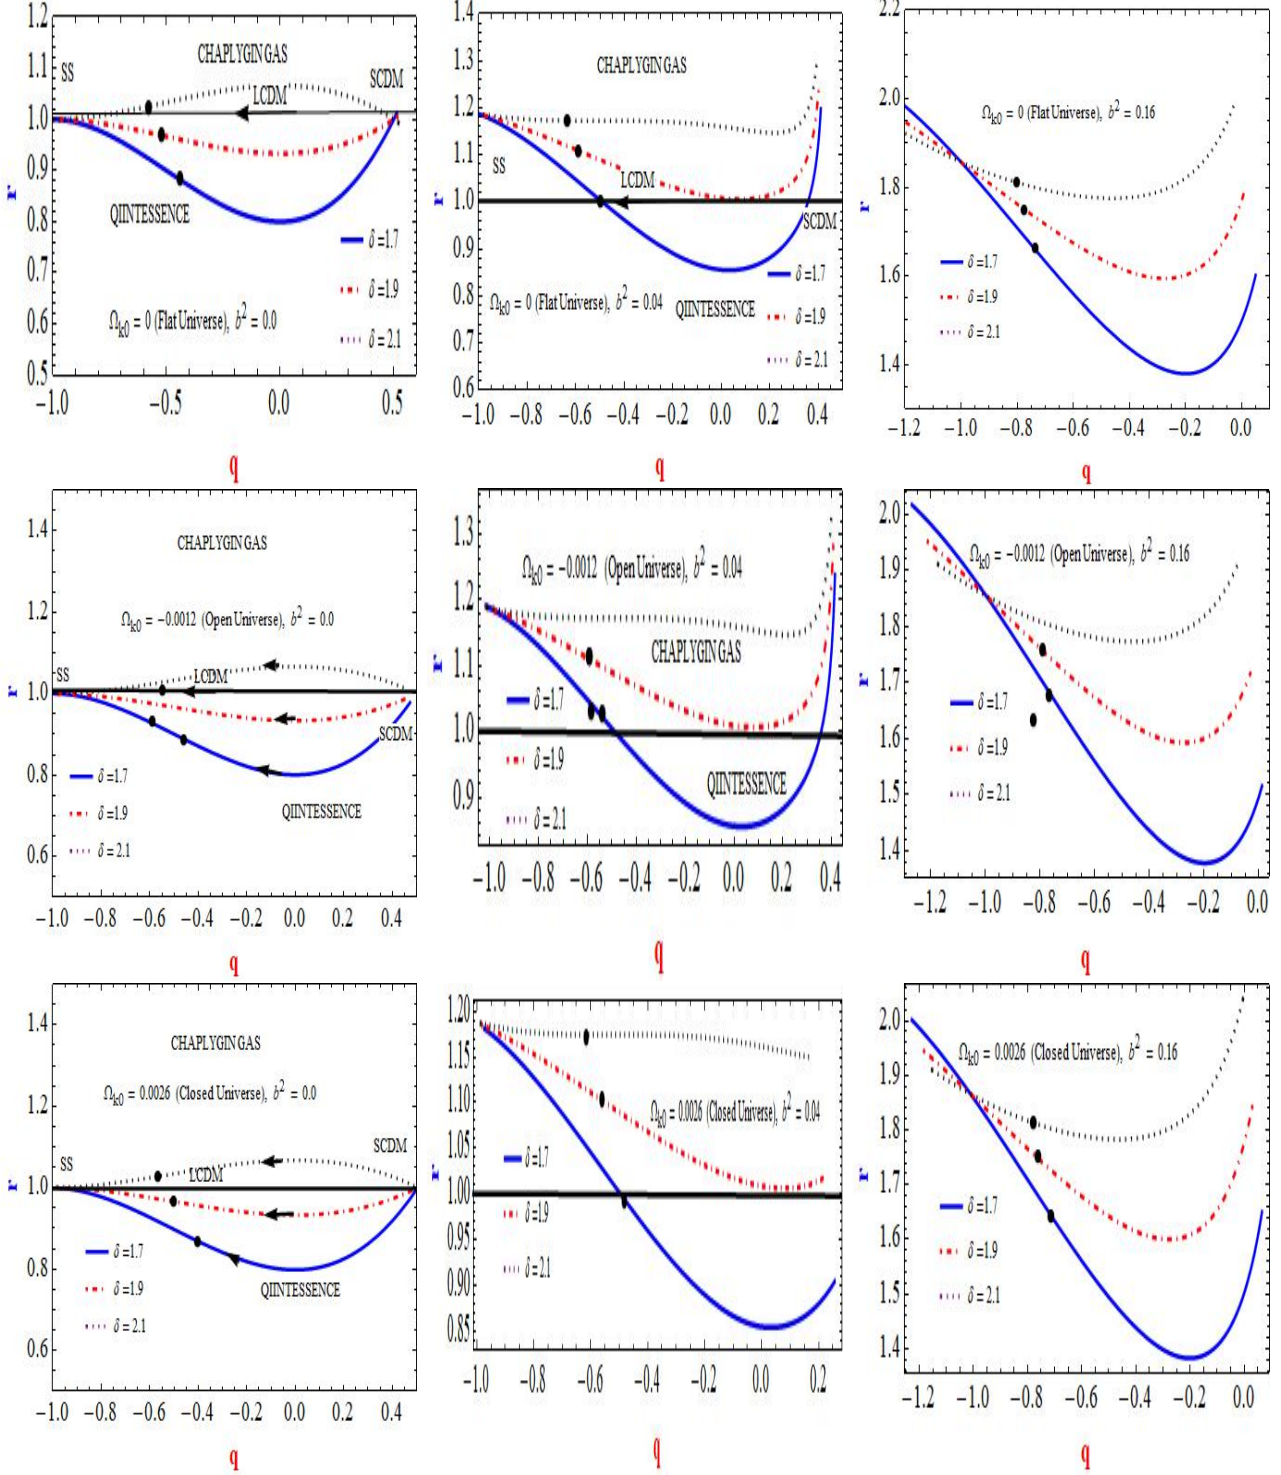 1.2
1.1
1.0
0.9
0.8
0.7
0.6
0.5
r
SS
CHAPLYGIN GAS
SCDM
LCDM
QIINTESSENCE
δ =1.7
δ =1.9
δ = 2.1
Ωk0 = 0 (Flat Universe), b² = 0.0
−1.0 −0.5 0.0 0.5
q
1.4
1.3
1.2
1.1
1.0
0.9
0.8
0.7
0.6
r
CHAPLYGIN GAS
SS
LCDM
SCDM
δ =1.7
Ωk0 = 0 (Flat Universe), b² = 0.04
QIINTESSENCE
δ =1.9
δ = 2.1
−1.0 −0.8 −0.6 −0.4 −0.2 0.0 0.2 0.4
q
2.2
2.0
1.8
1.6
1.4
r
Ωk0 = 0 (Flat Universe), b² = 0.16
δ =1.7
δ =1.9
δ = 2.1
−1.2 −1.0 −0.8 −0.6 −0.4 −0.2 0.0
q
1.4
1.2
1.0
0.8
0.6
r
CHAPLYGIN GAS
Ωk0 = −0.0012 (Open Universe), b² = 0.0
SS
LCDM
SCDM
δ =1.7
δ =1.9
QIINTESSENCE
δ = 2.1
−1.0 −0.8 −0.6 −0.4 −0.2 0.0 0.2 0.4
q
1.3
1.2
1.1
1.0
0.9
r
Ωk0 = −0.0012 (Open Universe), b² = 0.04
CHAPLYGIN GAS
δ =1.7
δ =1.9
QIINTESSENCE
δ = 2.1
−1.0 −0.8 −0.6 −0.4 −0.2 0.0 0.2 0.4
q
2.0
1.9
1.8
1.7
1.6
1.5
1.4
r
Ωk0 = −0.0012 (Open Universe), b² = 0.16
δ =1.7
δ =1.9
δ = 2.1
−1.2 −1.0 −0.8 −0.6 −0.4 −0.2 0.0
q
1.4
1.2
1.0
0.8
0.6
r
CHAPLYGIN GAS
Ωk0 = 0.0026 (Closed Universe), b² = 0.0
SCDM
SS
LCDM
δ =1.7
δ =1.9
QIINTESSENCE
δ = 2.1
−1.0 −0.8 −0.6 −0.4 −0.2 0.0 0.2 0.4
q
1.20
1.15
1.10
1.05
1.00
0.95
0.90
0.85
r
Ωk0 = 0.0026 (Closed Universe), b² = 0.04
δ =1.7
δ =1.9
δ = 2.1
−1.0 −0.8 −0.6 −0.4 −0.2 0.0 0.2
q
2.0
1.9
1.8
1.7
1.6
1.5
1.4
r
Ωk0 = 0.0026 (Closed Universe), b² = 0.16
δ =1.7
δ =1.9
δ = 2.1
−1.2 −1.0 −0.8 −0.6 −0.4 −0.2 0.0
q